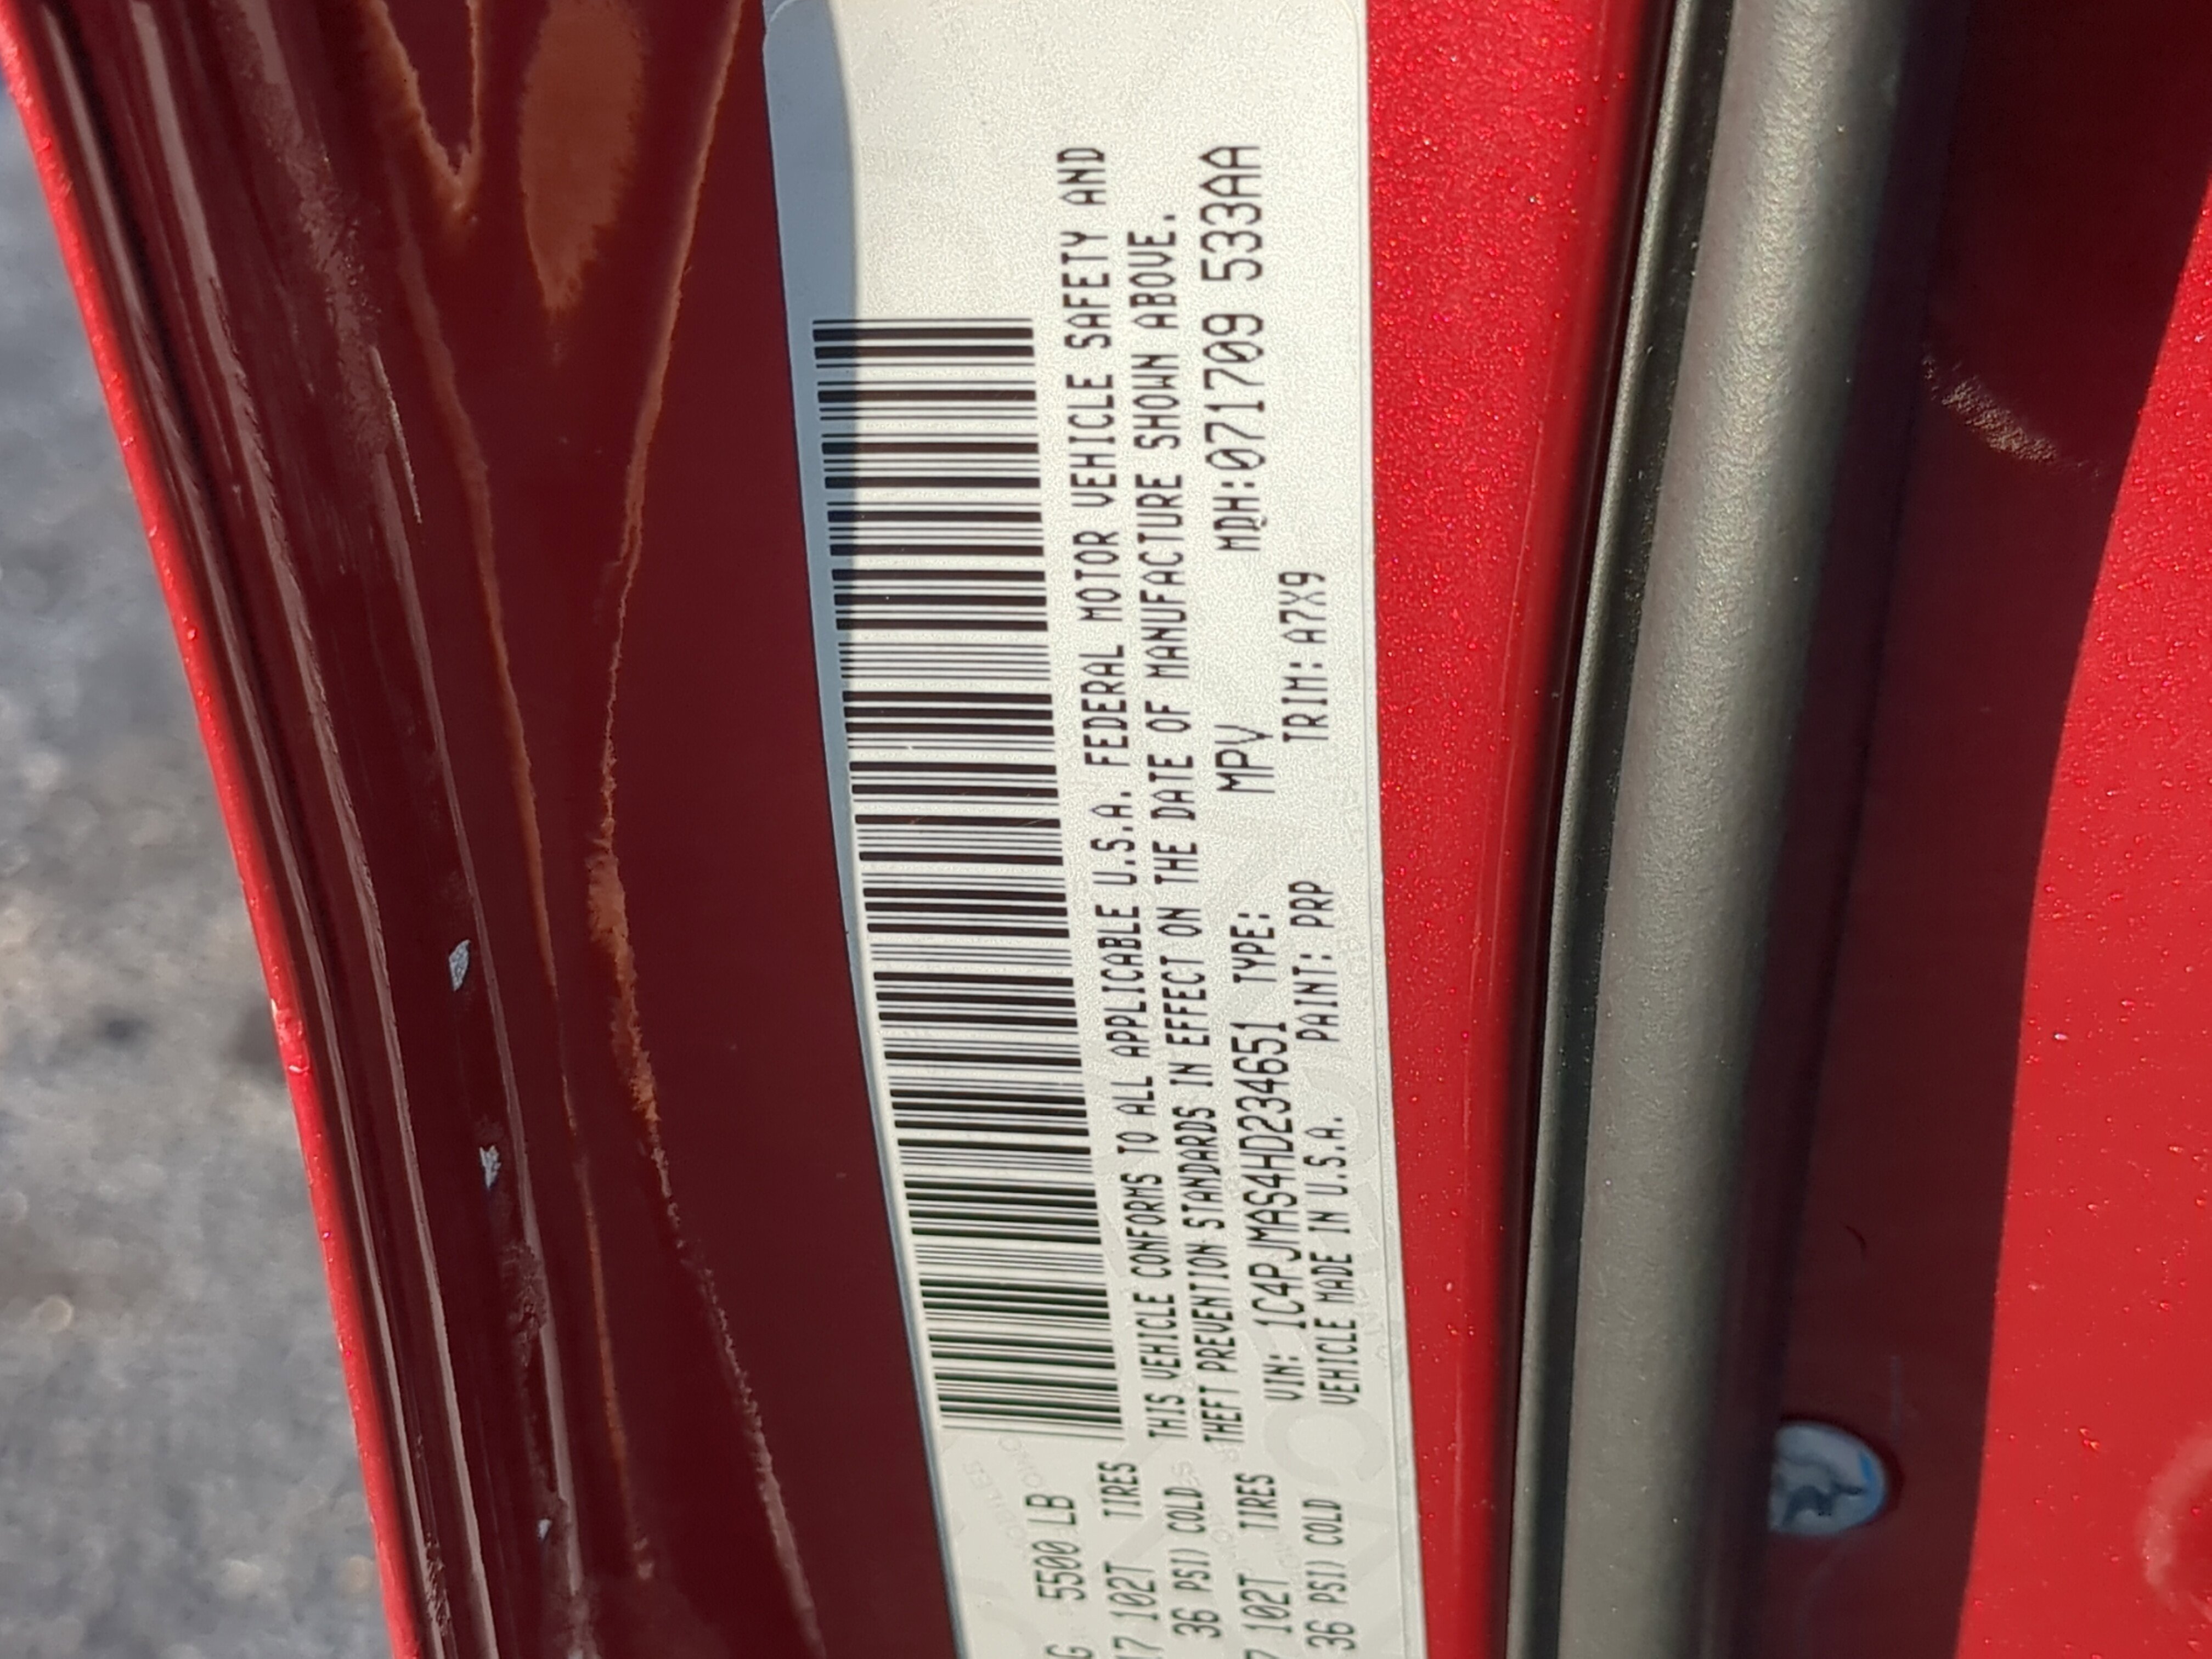 5500 LB
17 102T TIRES
36 PSI) COLD
7 102T TIRES
36 PSI) COLD
THIS VEHICLE CONFORMS TO ALL APPLICABLE U.S.A. FEDERAL MOTOR VEHICLE SAFETY AND
THEFT PREVENTION STANDARDS IN EFFECT ON THE DATE OF MANUFACTURE SHOWN ABOVE.
VIN: 1C4PJMAS4HD234651 TYPE: MPV MDH:071709 533AA
VEHICLE MADE IN U.S.A. PAINT: PRP TRIM: A7X9